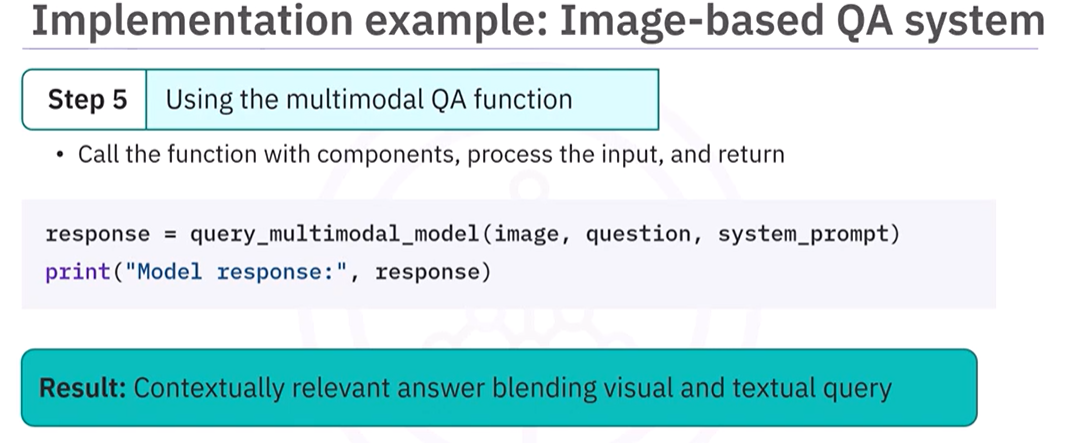 Implementation example: Image-based QA system
Step 5 Using the multimodal QA function
• Call the function with components, process the input, and return
response = query_multimodal_model(image, question, system_prompt)
print("Model response:", response)
Result: Contextually relevant answer blending visual and textual query